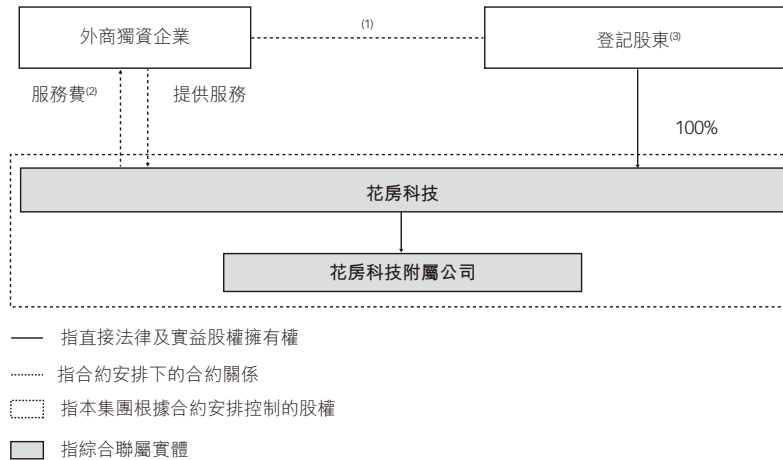 外商獨資企業
(1)
登記股東(3)
服務費(2)
提供服務
100%
花房科技
花房科技附屬公司
指直接法律及實益股權擁有權
指合約安排下的合約關係
指本集團根據合約安排控制的股權
指綜合聯屬實體